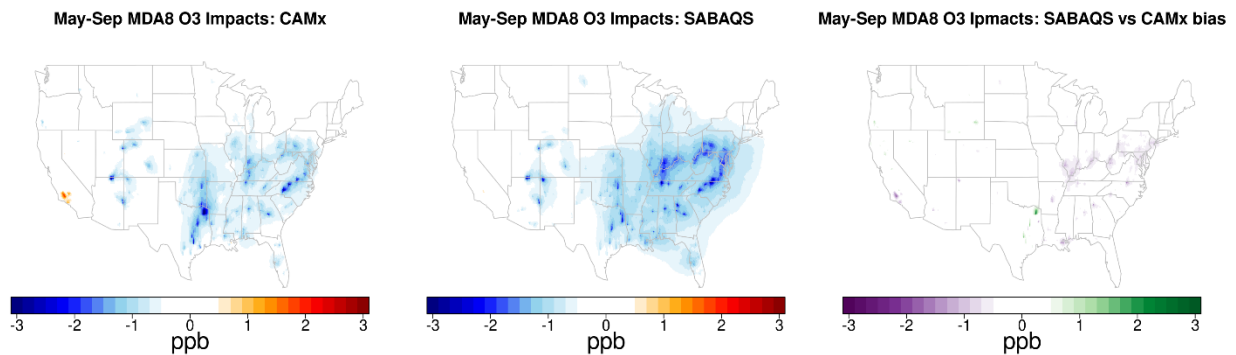 May-Sep MDA8 O3 Impacts: CAMx
-3 -2 -1 0 1 2 3
ppb
May-Sep MDA8 O3 Impacts: SABAQS
-3 -2 -1 0 1 2 3
ppb
May-Sep MDA8 O3 Ipmacts: SABAQS vs CAMx bias
-3 -2 -1 0 1 2 3
ppb